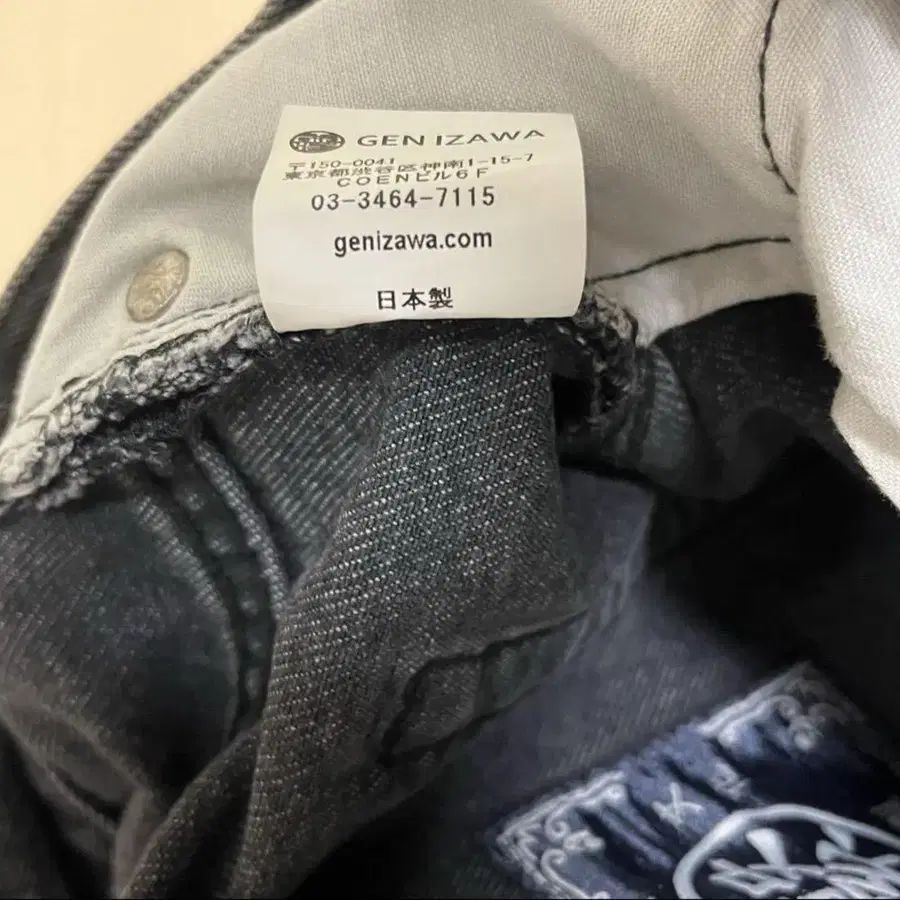 GEN IZAWA
〒150-0041
東京都渋谷区神南1-15-7
COENビル6F
03-3464-7115
genizawa.com
日本製